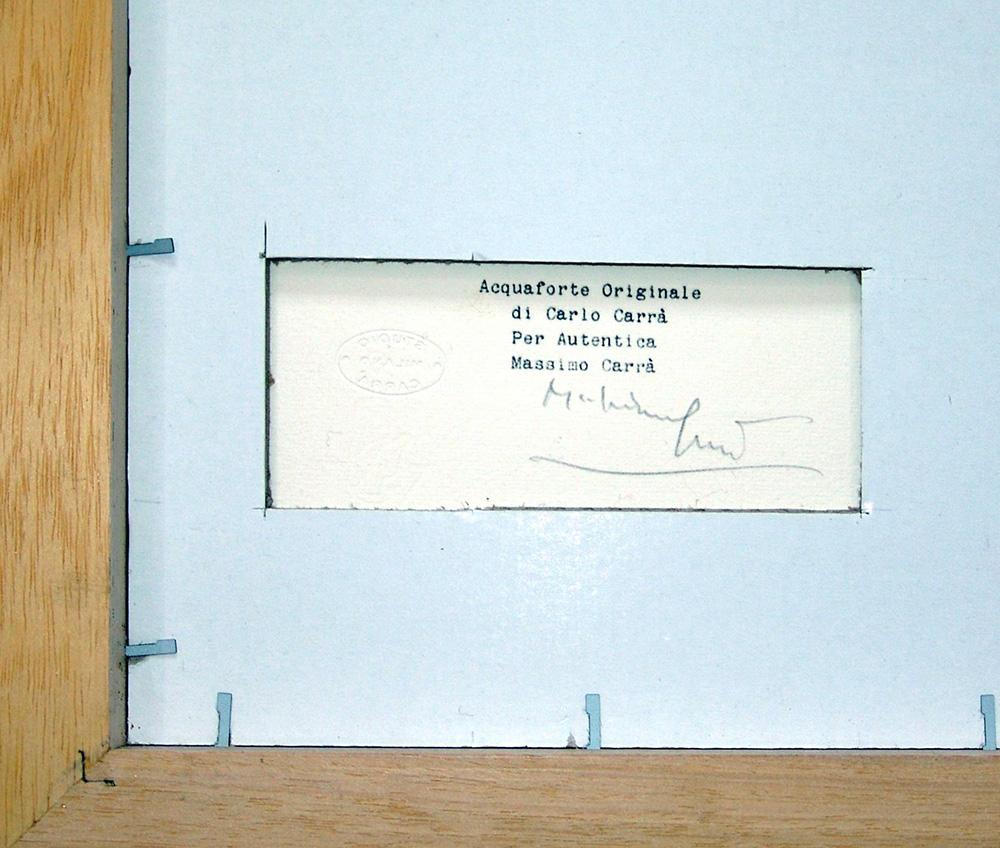 Acquaforte Originale
di Carlo Carrà
Per Autentica
Massimo Carrà